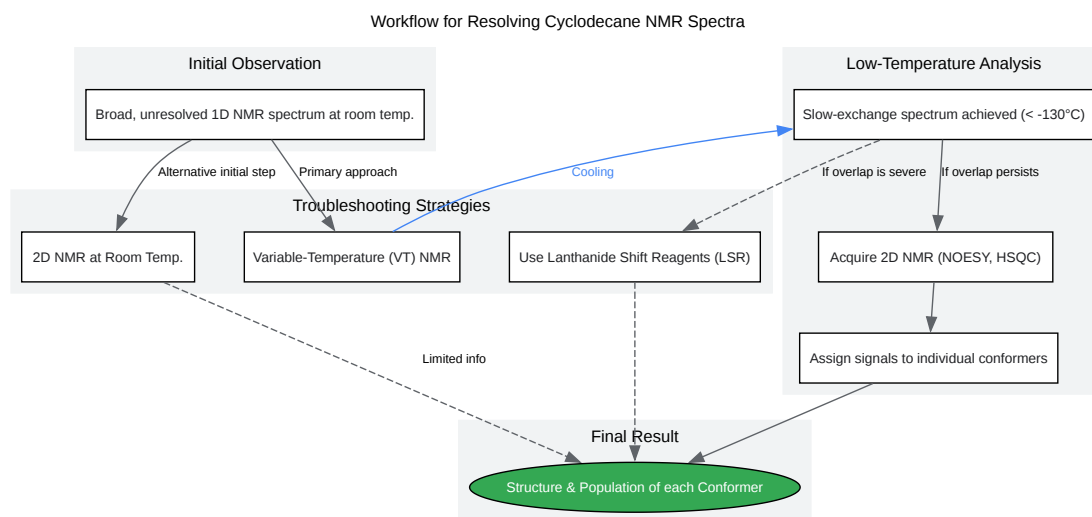 Workflow for Resolving Cyclodecane NMR Spectra
Initial Observation
Low-Temperature Analysis
Broad, unresolved 1D NMR spectrum at room temp.
Slow-exchange spectrum achieved (< -130°C)
Alternative initial step
Primary approach
Cooling
If overlap is severe
If overlap persists
Troubleshooting Strategies
2D NMR at Room Temp.
Variable-Temperature (VT) NMR
Use Lanthanide Shift Reagents (LSR)
Acquire 2D NMR (NOESY, HSQC)
Limited info
Assign signals to individual conformers
Final Result
Structure & Population of each Conformer